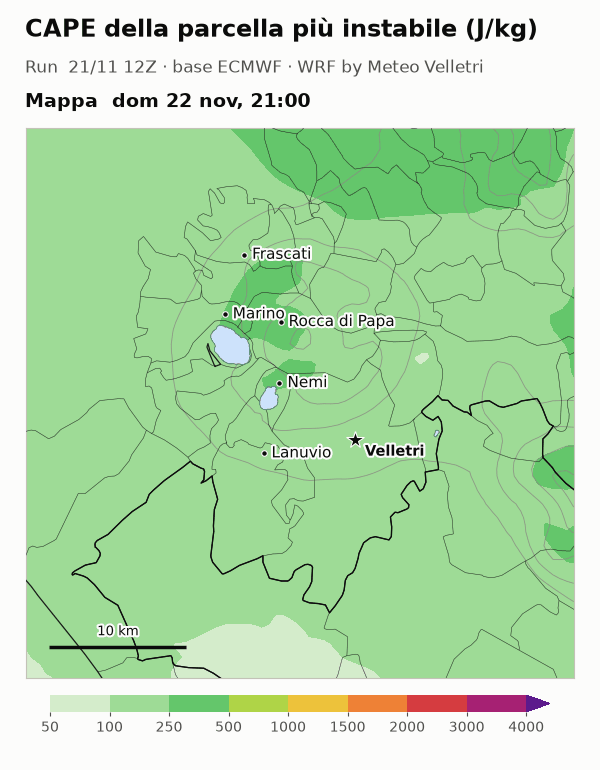 CAPE della parcella più instabile (J/kg)
Run  21/11 12Z · base ECMWF · WRF by Meteo Velletri
Mappa  dom 22 nov, 21:00
Frascati
Marino
Rocca di Papa
Nemi
Velletri
Lanuvio
10 km
50 100 250 500 1000 1500 2000 3000 4000